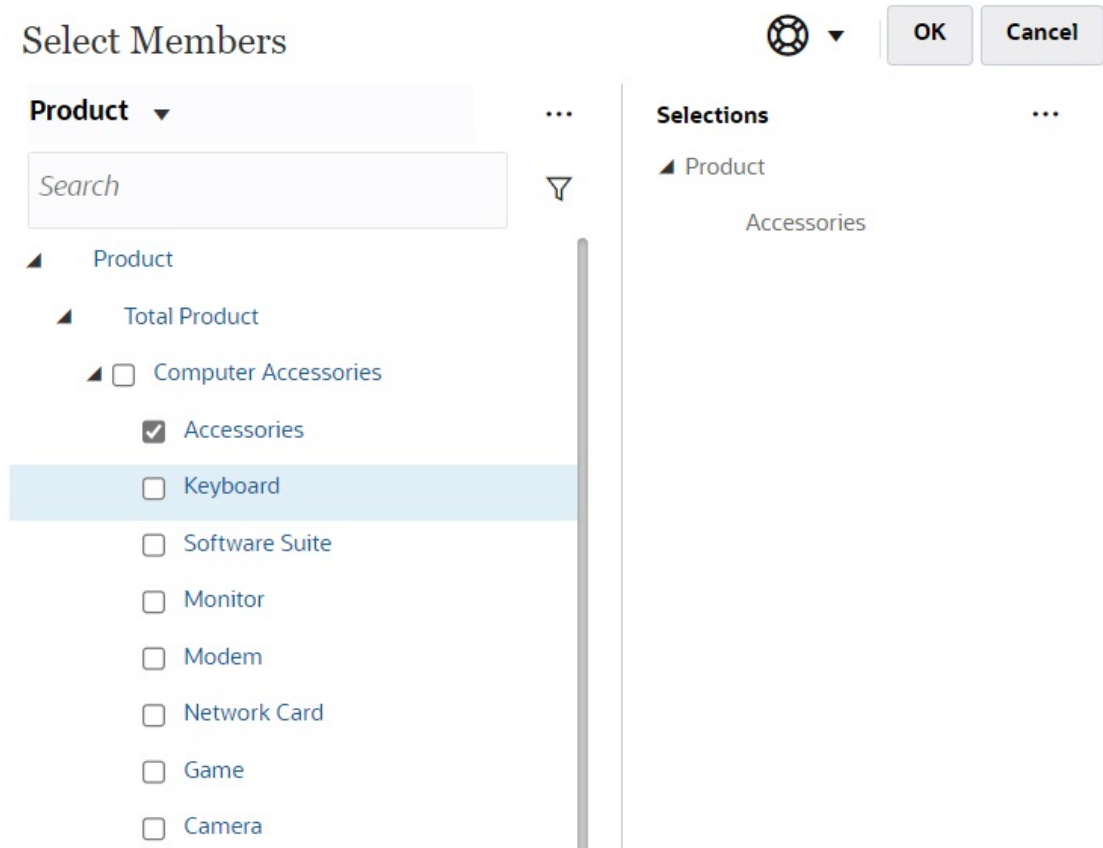 Select Members
OK
Cancel
Product
Search
Product
Total Product
Computer Accessories
Accessories
Keyboard
Software Suite
Monitor
Modem
Network Card
Game
Camera
Selections
Product
Accessories